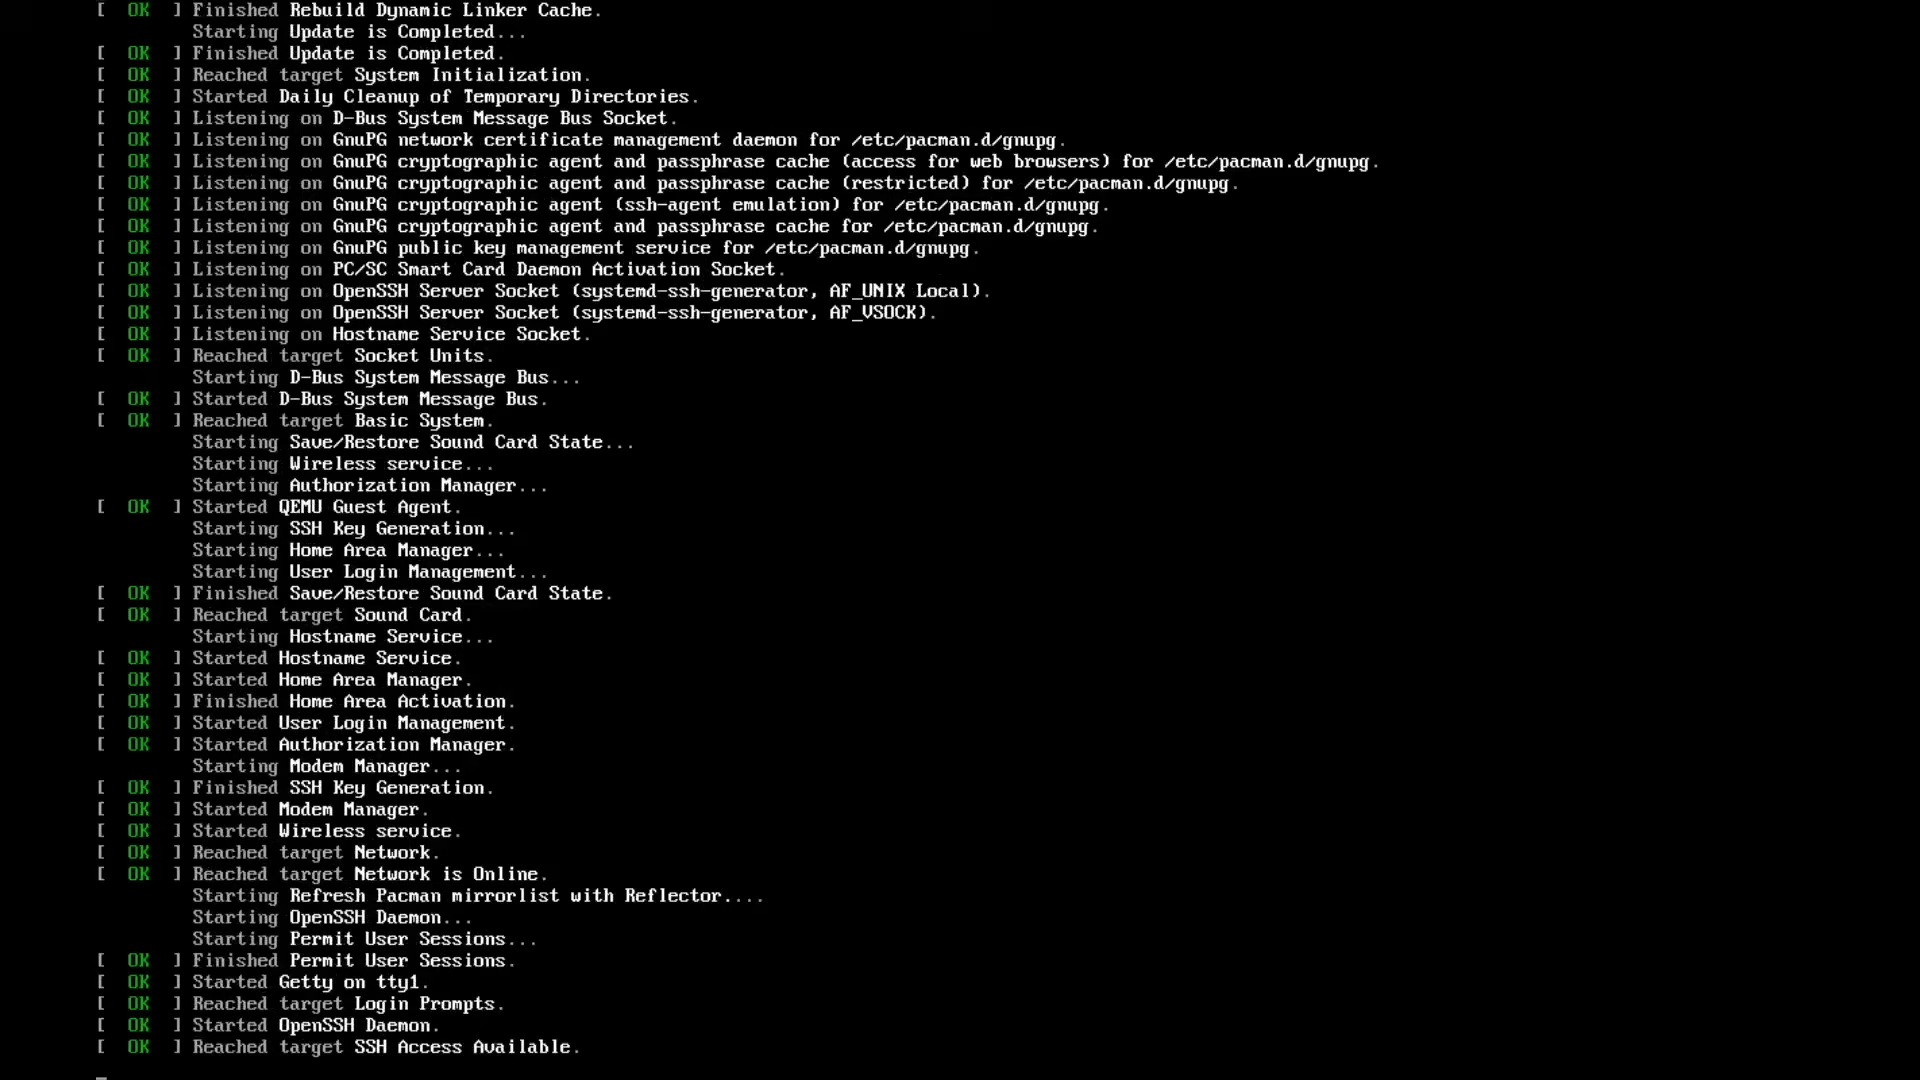 [  OK  ] Finished Rebuild Dynamic Linker Cache.
Starting Update is Completed...
[  OK  ] Finished Update is Completed.
[  OK  ] Reached target System Initialization.
[  OK  ] Started Daily Cleanup of Temporary Directories.
[  OK  ] Listening on D-Bus System Message Bus Socket.
[  OK  ] Listening on GnuPG network certificate management daemon for /etc/pacman.d/gnupg.
[  OK  ] Listening on GnuPG cryptographic agent and passphrase cache (access for web browsers) for /etc/pacman.d/gnupg.
[  OK  ] Listening on GnuPG cryptographic agent and passphrase cache (restricted) for /etc/pacman.d/gnupg.
[  OK  ] Listening on GnuPG cryptographic agent (ssh-agent emulation) for /etc/pacman.d/gnupg.
[  OK  ] Listening on GnuPG cryptographic agent and passphrase cache for /etc/pacman.d/gnupg.
[  OK  ] Listening on GnuPG public key management service for /etc/pacman.d/gnupg.
[  OK  ] Listening on PC/SC Smart Card Daemon Activation Socket.
[  OK  ] Listening on OpenSSH Server Socket (systemd-ssh-generator, AF_UNIX Local).
[  OK  ] Listening on OpenSSH Server Socket (systemd-ssh-generator, AF_VSOCK).
[  OK  ] Listening on Hostname Service Socket.
[  OK  ] Reached target Socket Units.
Starting D-Bus System Message Bus...
[  OK  ] Started D-Bus System Message Bus.
[  OK  ] Reached target Basic System.
Starting Save/Restore Sound Card State...
Starting Wireless service...
Starting Authorization Manager...
[  OK  ] Started QEMU Guest Agent.
Starting SSH Key Generation...
Starting Home Area Manager...
Starting User Login Management...
[  OK  ] Finished Save/Restore Sound Card State.
[  OK  ] Reached target Sound Card.
Starting Hostname Service...
[  OK  ] Started Hostname Service.
[  OK  ] Started Home Area Manager.
[  OK  ] Finished Home Area Activation.
[  OK  ] Started User Login Management.
[  OK  ] Started Authorization Manager.
Starting Modem Manager...
[  OK  ] Finished SSH Key Generation.
[  OK  ] Started Modem Manager.
[  OK  ] Started Wireless service.
[  OK  ] Reached target Network.
[  OK  ] Reached target Network is Online.
Starting Refresh Pacman mirrorlist with Reflector....
Starting OpenSSH Daemon...
Starting Permit User Sessions...
[  OK  ] Finished Permit User Sessions.
[  OK  ] Started Getty on tty1.
[  OK  ] Reached target Login Prompts.
[  OK  ] Started OpenSSH Daemon.
[  OK  ] Reached target SSH Access Available.